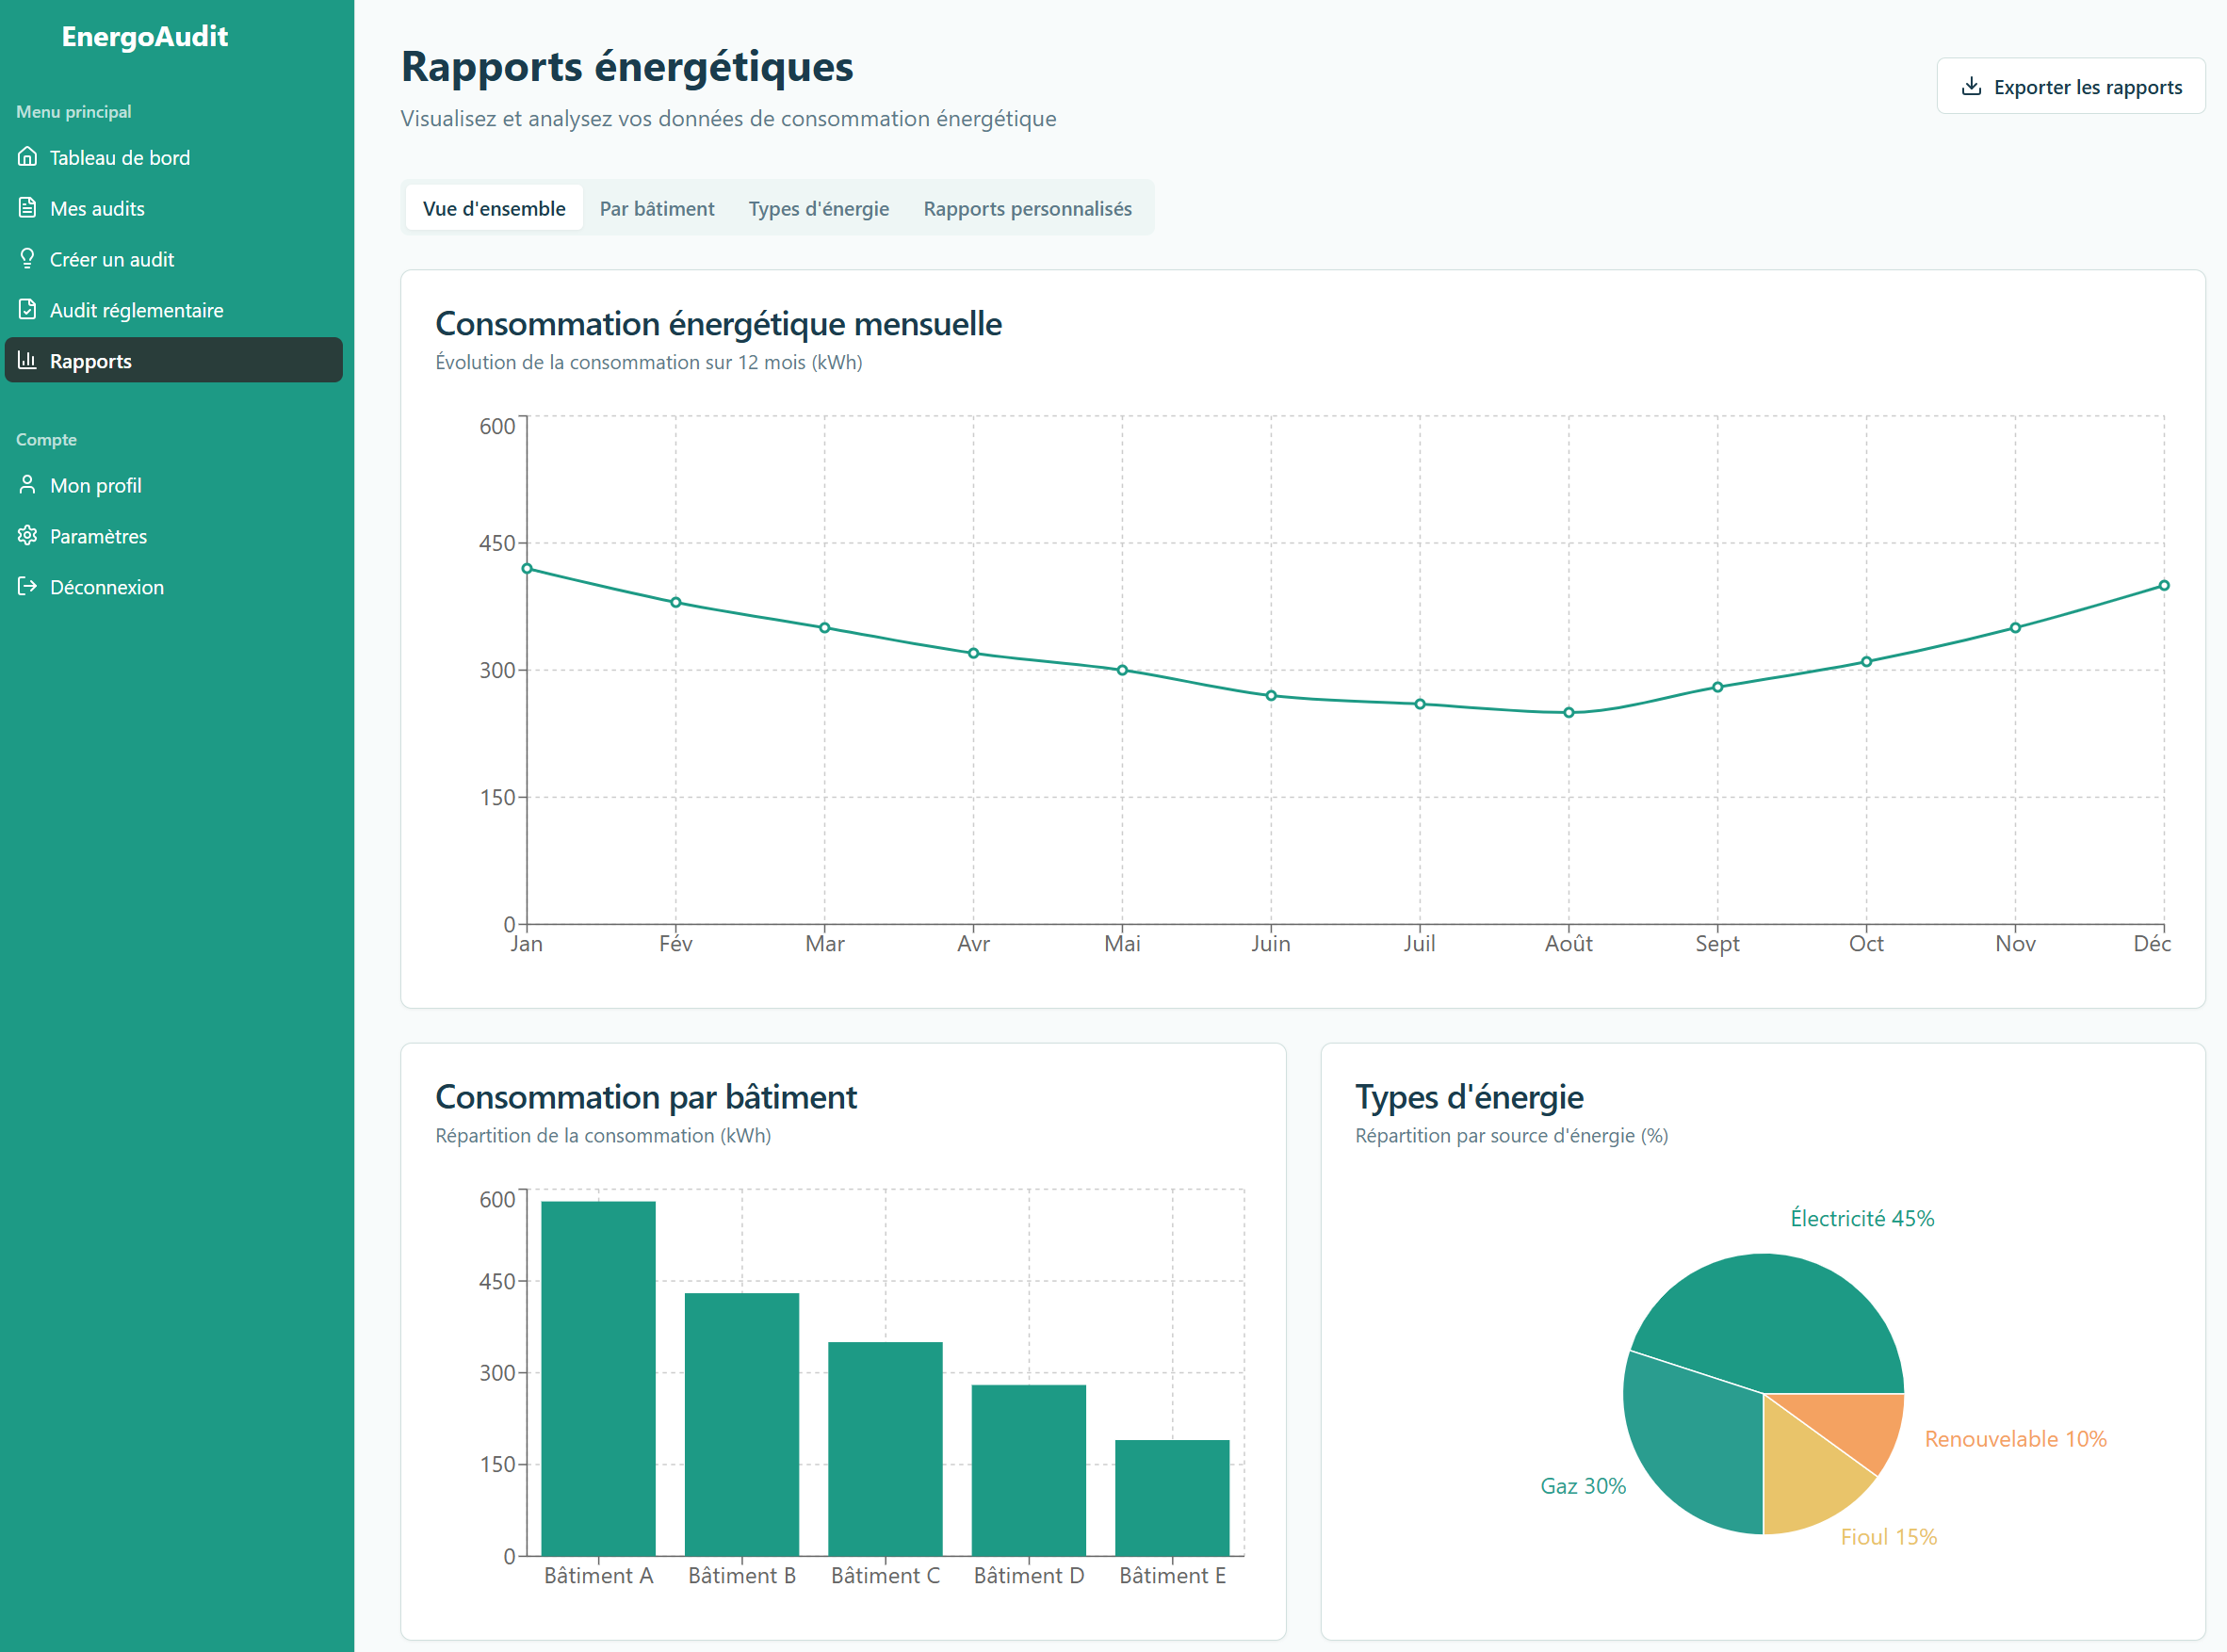 EnergoAudit
Menu principal
Tableau de bord
Mes audits
Créer un audit
Audit réglementaire
Rapports
Compte
Mon profil
Paramètres
Déconnexion
Rapports énergétiques
Visualisez et analysez vos données de consommation énergétique
Exporter les rapports
Vue d'ensemble Par bâtiment Types d'énergie Rapports personnalisés
Consommation énergétique mensuelle
Évolution de la consommation sur 12 mois (kWh)
600
450
300
150
0
Jan Fév Mar Avr Mai Juin Juil Août Sept Oct Nov Déc
Consommation par bâtiment
Répartition de la consommation (kWh)
600
450
300
150
0
Bâtiment A Bâtiment B Bâtiment C Bâtiment D Bâtiment E
Types d'énergie
Répartition par source d'énergie (%)
Électricité 45%
Renouvelable 10%
Gaz 30%
Fioul 15%